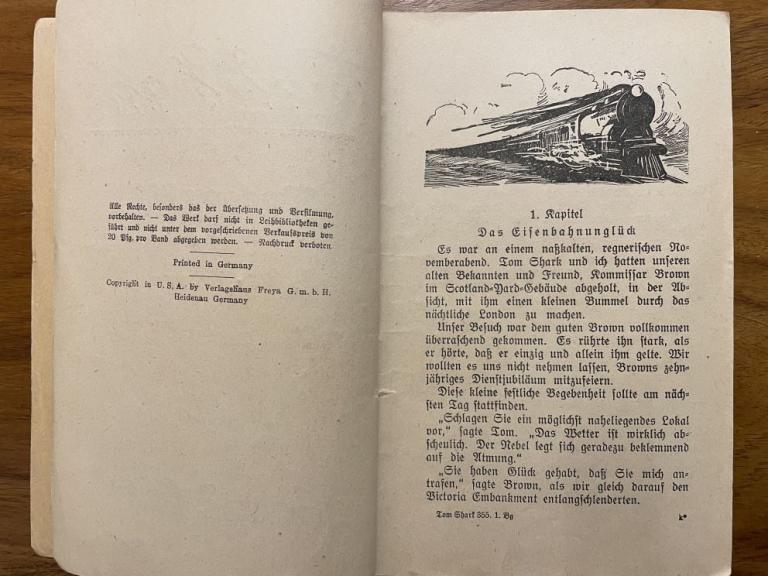 Alle Rechte, besonders das der Übersetzung und Verfilmung,
vorbehalten. — Das Werk darf nicht in Leihbibliotheken ge-
führt und nicht unter dem vorgeschriebenen Verkaufspreis von
20 Pfg. pro Band abgegeben werden. — Nachdruck verboten.
Printed in Germany
Copyright in U. S. A. by Verlagshaus Freya G. m. b. H.
Heidenau Germany
1. Kapitel
Das Eisenbahnunglück
Es war an einem naßkalten, regnerischen No-
vemberabend. Tom Shark und ich hatten unseren
alten Bekannten und Freund, Kommissar Brown
im Scotland-Yard-Gebäude abgeholt, in der Ab-
sicht, mit ihm einen kleinen Bummel durch das
nächtliche London zu machen.
Unser Besuch war dem guten Brown vollkommen
überraschend gekommen. Es rührte ihn stark, als
er hörte, daß er einzig und allein ihm gelte. Wir
wollten es uns nicht nehmen lassen, Browns zehn-
jähriges Dienstjubiläum mitzufeiern.
Diese kleine festliche Begebenheit sollte am näch-
sten Tag stattfinden.
„Schlagen Sie ein möglichst naheliegendes Lokal
vor,“ sagte Tom. „Das Wetter ist wirklich ab-
scheulich. Der Nebel legt sich geradezu beklemmend
auf die Atmung.“
„Sie haben Glück gehabt, daß Sie mich an-
trafen,“ sagte Brown, als wir gleich darauf den
Victoria Embankment entlangschlenderten.
Tom Shark 355. 1. Bg k*